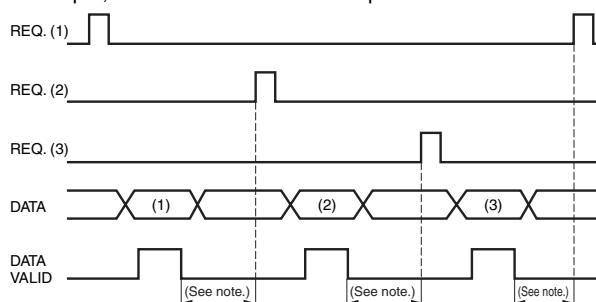 REQ. (1)
REQ. (2)
REQ. (3)
DATA (1) (2) (3)
DATA
VALID
(See note.) (See note.) (See note.)